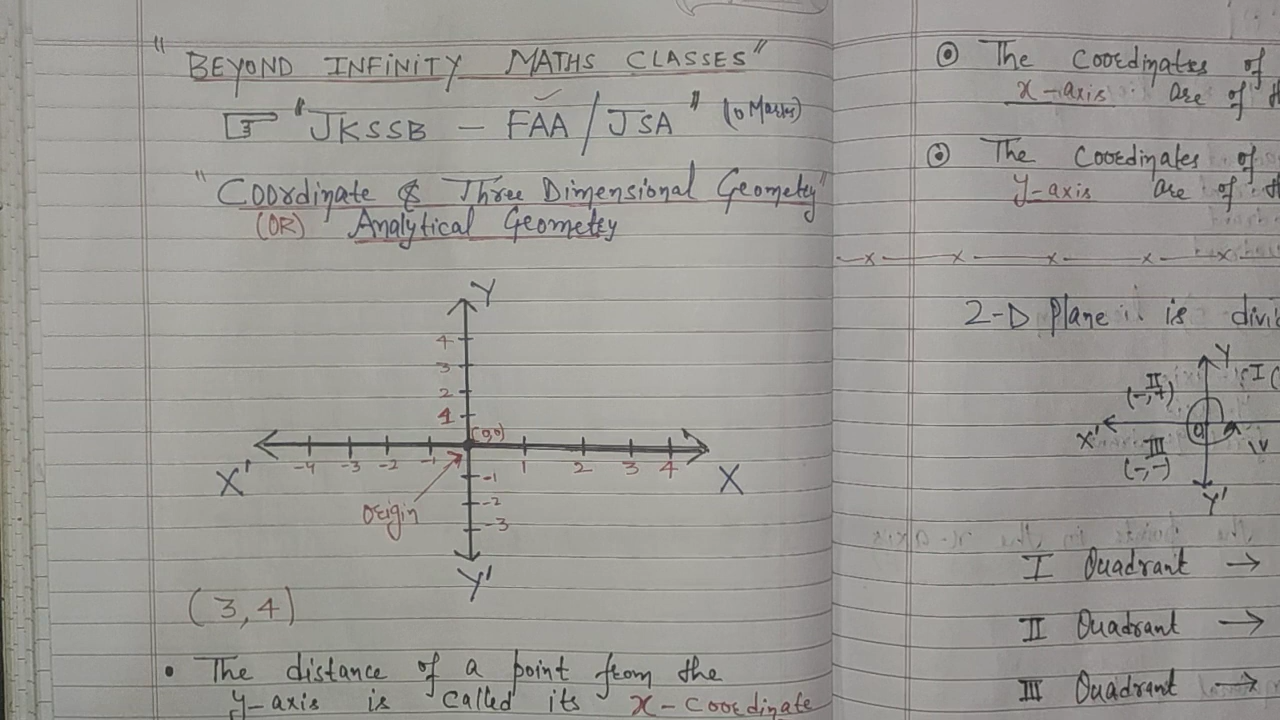 "BEYOND INFINITY MATHS CLASSES"
"JKSSB - FAA / JSA" (10 Marks)
"Coordinate & Three Dimensional Geometry"
(OR) Analytical Geometry
Y
4
3
2
1
(0,0)
-4 -3 -2 -1 1 2 3 4
X' X
-1
-2
-3
Origin
Y'
(3,4)
• The distance of a point from the
y-axis is called its x-coordinate
The coordinates of
x-axis are of
The coordinates of
y-axis are of
2-D Plane : is
Y
II I
(-,+)
X' O
III IV
(-,-)
Y'
I Quadrant →
II Quadrant →
III Quadrant →